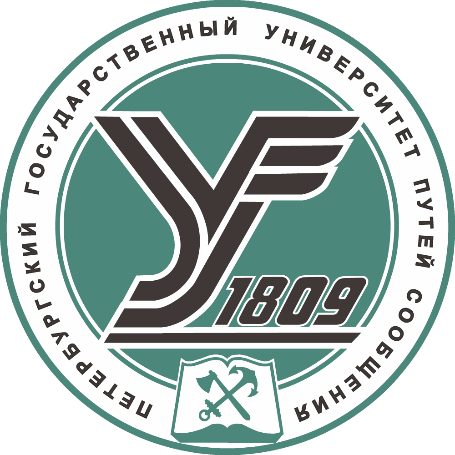 ПЕТЕРБУРГСКИЙ ГОСУДАРСТВЕННЫЙ УНИВЕРСИТЕТ ПУТЕЙ СООБЩЕНИЯ
1809